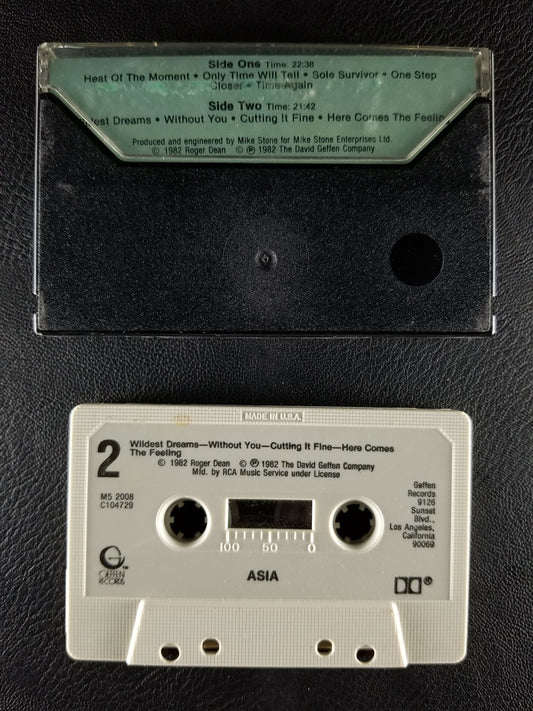 Side One Time: 22:38
Heat Of The Moment • Only Time Will Tell • Sole Survivor • One Step
Closer • Time Again
Side Two Time: 21:42
Wildest Dreams • Without You • Cutting It Fine • Here Comes The Feeling
Produced and engineered by Mike Stone for Mike Stone Enterprises Ltd.
© 1982 Roger Dean © ℗ 1982 The David Geffen Company
MADE IN U.S.A.
2
Wildest Dreams—Without You—Cutting It Fine—Here Comes
The Feeling
© 1982 Roger Dean © ℗ 1982 The David Geffen Company
Mfd. by RCA Music Service under License
M5 2008
C104729
Geffen
Records
9126
Sunset
Blvd.,
Los Angeles,
California
90069
100 50 0
GEFFEN
RECORDS
™
ASIA
®